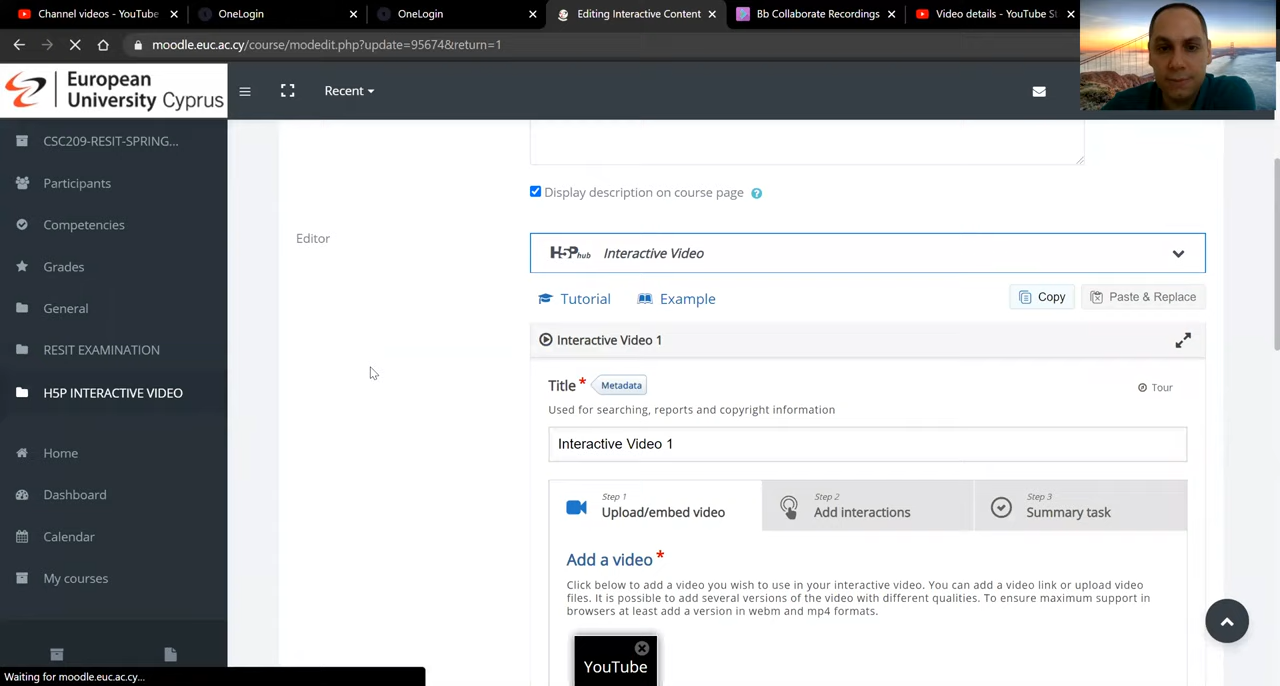 Channel videos - YouTube
OneLogin
OneLogin
Editing Interactive Content
Bb Collaborate Recordings
Video details - YouTube St
moodle.euc.ac.cy/course/modedit.php?update=95674&return=1
European
University Cyprus
Recent
CSC209-RESIT-SPRING...
Participants
Competencies
Grades
General
RESIT EXAMINATION
H5P INTERACTIVE VIDEO
Home
Dashboard
Calendar
My courses
Display description on course page
Editor
H5P hub Interactive Video
Tutorial Example Copy Paste & Replace
Interactive Video 1
Title * Metadata Tour
Used for searching, reports and copyright information
Interactive Video 1
Step 1
Upload/embed video
Step 2
Add interactions
Step 3
Summary task
Add a video *
Click below to add a video you wish to use in your interactive video. You can add a video link or upload video
files. It is possible to add several versions of the video with different qualities. To ensure maximum support in
browsers at least add a version in webm and mp4 formats.
YouTube
Waiting for moodle.euc.ac.cy...